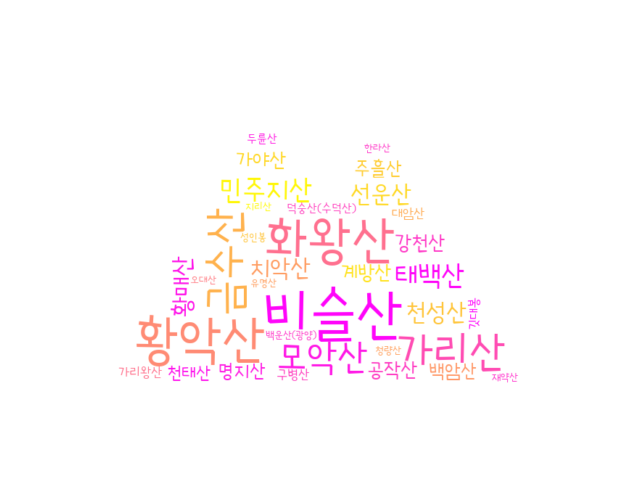 두륜산
한라산
가야산
주흘산
민주지산
선운산
지리산
덕숭산(수덕산)
대암산
금수산
화왕산
성인봉
강천산
황매산
오대산
치악산
유명산
계방산
태백산
비슬산
천성산
깃대봉
황악산
백운산(광양)
모악산
청량산
가리산
가리왕산
천태산
명지산
구병산
공작산
백암산
재약산